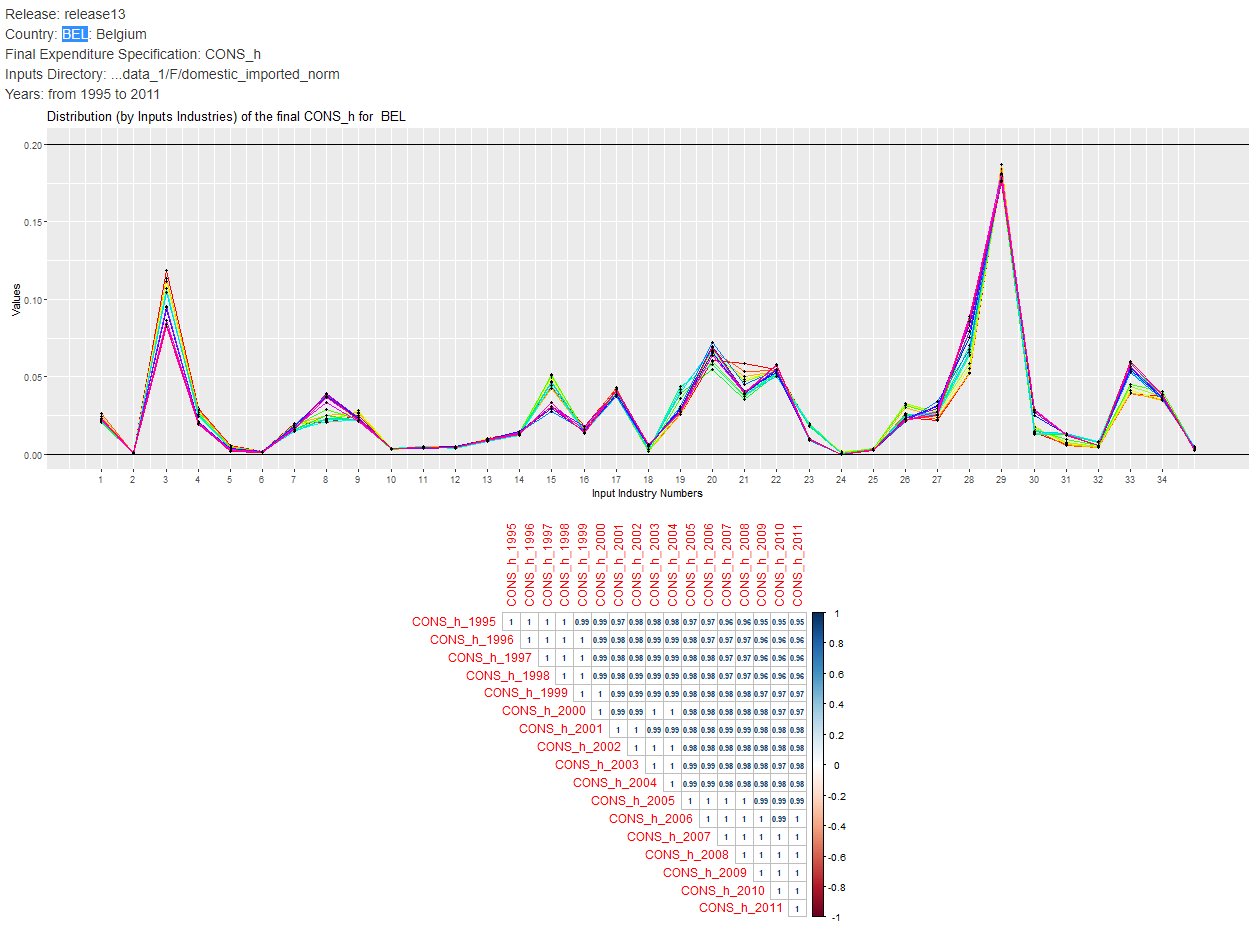 Release: release13
Country: BEL: Belgium
Final Expenditure Specification: CONS_h
Inputs Directory: ...data_1/F/domestic_imported_norm
Years: from 1995 to 2011
Distribution (by Inputs Industries) of the final CONS_h for BEL
0.20
0.15
0.10
0.05
0.00
Values
1 2 3 4 5 6 7 8 9 10 11 12 13 14 15 16 17 18 19 20 21 22 23 24 25 26 27 28 29 30 31 32 33 34
Input Industry Numbers
CONS_h_1995 CONS_h_1996 CONS_h_1997 CONS_h_1998 CONS_h_1999 CONS_h_2000 CONS_h_2001 CONS_h_2002 CONS_h_2003 CONS_h_2004 CONS_h_2005 CONS_h_2006 CONS_h_2007 CONS_h_2008 CONS_h_2009 CONS_h_2010 CONS_h_2011
CONS_h_1995 1 1 1 1 0.99 0.99 0.97 0.98 0.98 0.98 0.97 0.97 0.96 0.96 0.95 0.95 0.95
CONS_h_1996 1 1 1 1 0.99 0.98 0.98 0.99 0.99 0.98 0.97 0.97 0.97 0.96 0.96 0.96
CONS_h_1997 1 1 1 0.99 0.98 0.98 0.99 0.99 0.98 0.98 0.97 0.97 0.96 0.96 0.96
CONS_h_1998 1 1 0.99 0.98 0.99 0.99 0.99 0.98 0.98 0.97 0.97 0.96 0.96 0.96
CONS_h_1999 1 1 0.99 0.99 0.99 0.99 0.98 0.98 0.98 0.98 0.97 0.97 0.97
CONS_h_2000 1 0.99 0.99 1 1 0.98 0.98 0.98 0.98 0.98 0.97 0.97
CONS_h_2001 1 1 0.99 0.99 0.98 0.98 0.99 0.99 0.98 0.98 0.98
CONS_h_2002 1 1 1 0.98 0.98 0.98 0.98 0.98 0.98 0.98
CONS_h_2003 1 1 0.99 0.99 0.98 0.98 0.98 0.97 0.98
CONS_h_2004 1 0.99 0.99 0.98 0.98 0.98 0.98 0.98
CONS_h_2005 1 1 1 1 0.99 0.99 0.99
CONS_h_2006 1 1 1 1 0.99 1
CONS_h_2007 1 1 1 1 1
CONS_h_2008 1 1 1 1
CONS_h_2009 1 1 1
CONS_h_2010 1 1
CONS_h_2011 1
1
0.8
0.6
0.4
0.2
0
-0.2
-0.4
-0.6
-0.8
-1